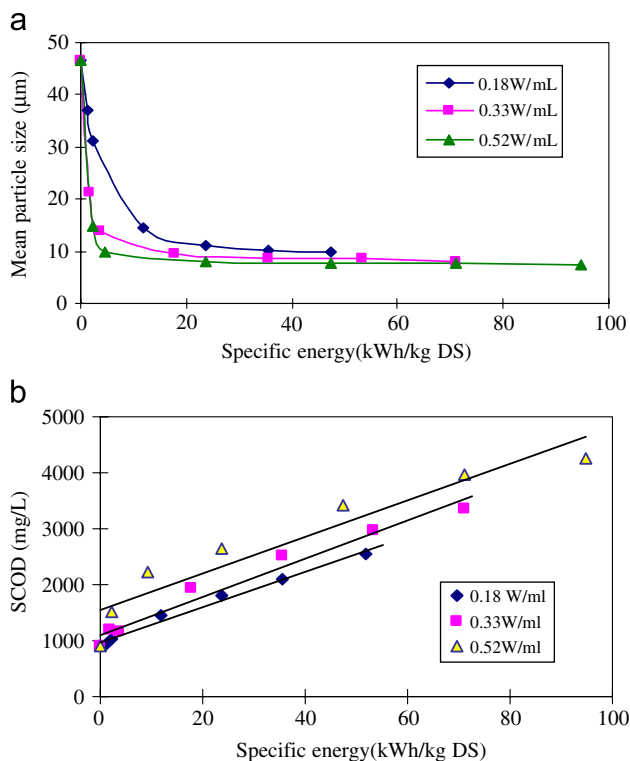 a
50
40
30
20
10
0
Mean particle size (μm)
0.18W/mL
0.33W/mL
0.52W/mL
0 20 40 60 80 100
Specific energy(kWh/kg DS)
b
5000
4000
3000
2000
1000
0
SCOD (mg/L)
0.18 W/ml
0.33W/ml
0.52W/ml
0 20 40 60 80 100
Specific energy(kWh/kg DS)